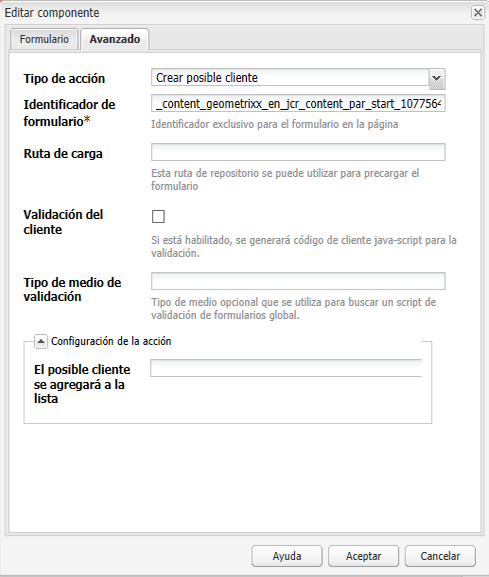 Editar componente
Formulario
Avanzado
Tipo de acción
Crear posible cliente
Identificador de
formulario*
_content_geometrixx_en_jcr_content_par_start_1077564
Identificador exclusivo para el formulario en la página
Ruta de carga
Esta ruta de repositorio se puede utilizar para precargar el
formulario
Validación del
cliente
Si está habilitado, se generará código de cliente java-script para la
validación.
Tipo de medio de
validación
Tipo de medio opcional que se utiliza para buscar un script de
validación de formularios global.
Configuración de la acción
El posible cliente
se agregará a la
lista
Ayuda
Aceptar
Cancelar